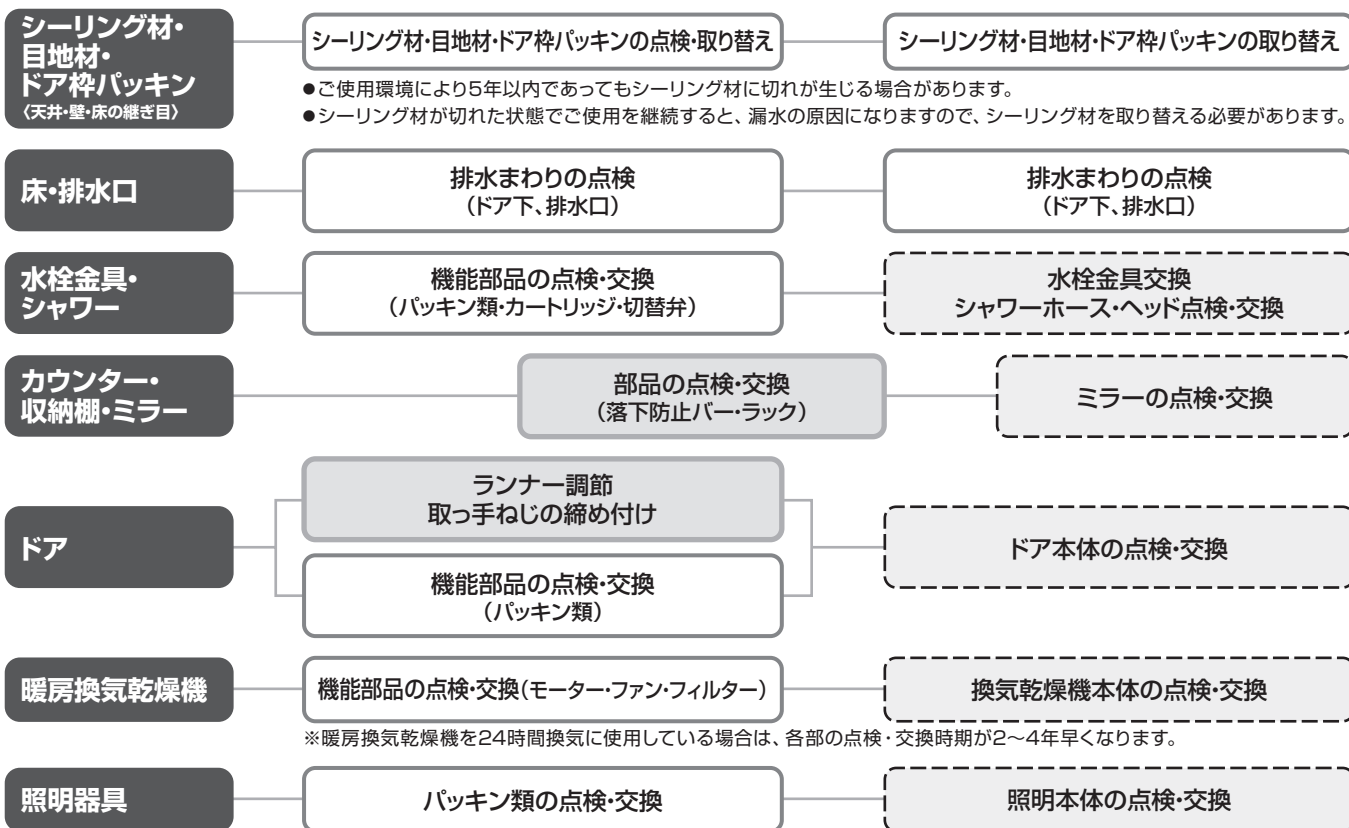 シーリング材・
目地材・
ドア枠パッキン
〈天井・壁・床の継ぎ目〉
シーリング材・目地材・ドア枠パッキンの点検・取り替え
シーリング材・目地材・ドア枠パッキンの取り替え
●ご使用環境により5年以内であってもシーリング材に切れが生じる場合があります。
●シーリング材が切れた状態でご使用を継続すると、漏水の原因になりますので、シーリング材を取り替える必要があります。
床・排水口
排水まわりの点検
（ドア下、排水口）
排水まわりの点検
（ドア下、排水口）
水栓金具・
シャワー
機能部品の点検・交換
（パッキン類・カートリッジ・切替弁）
水栓金具交換
シャワーホース・ヘッド点検・交換
カウンター・
収納棚・ミラー
部品の点検・交換
（落下防止バー・ラック）
ミラーの点検・交換
ドア
ランナー調節
取っ手ねじの締め付け
機能部品の点検・交換
（パッキン類）
ドア本体の点検・交換
暖房換気乾燥機
機能部品の点検・交換（モーター・ファン・フィルター）
換気乾燥機本体の点検・交換
※暖房換気乾燥機を24時間換気に使用している場合は、各部の点検・交換時期が2〜4年早くなります。
照明器具
パッキン類の点検・交換
照明本体の点検・交換